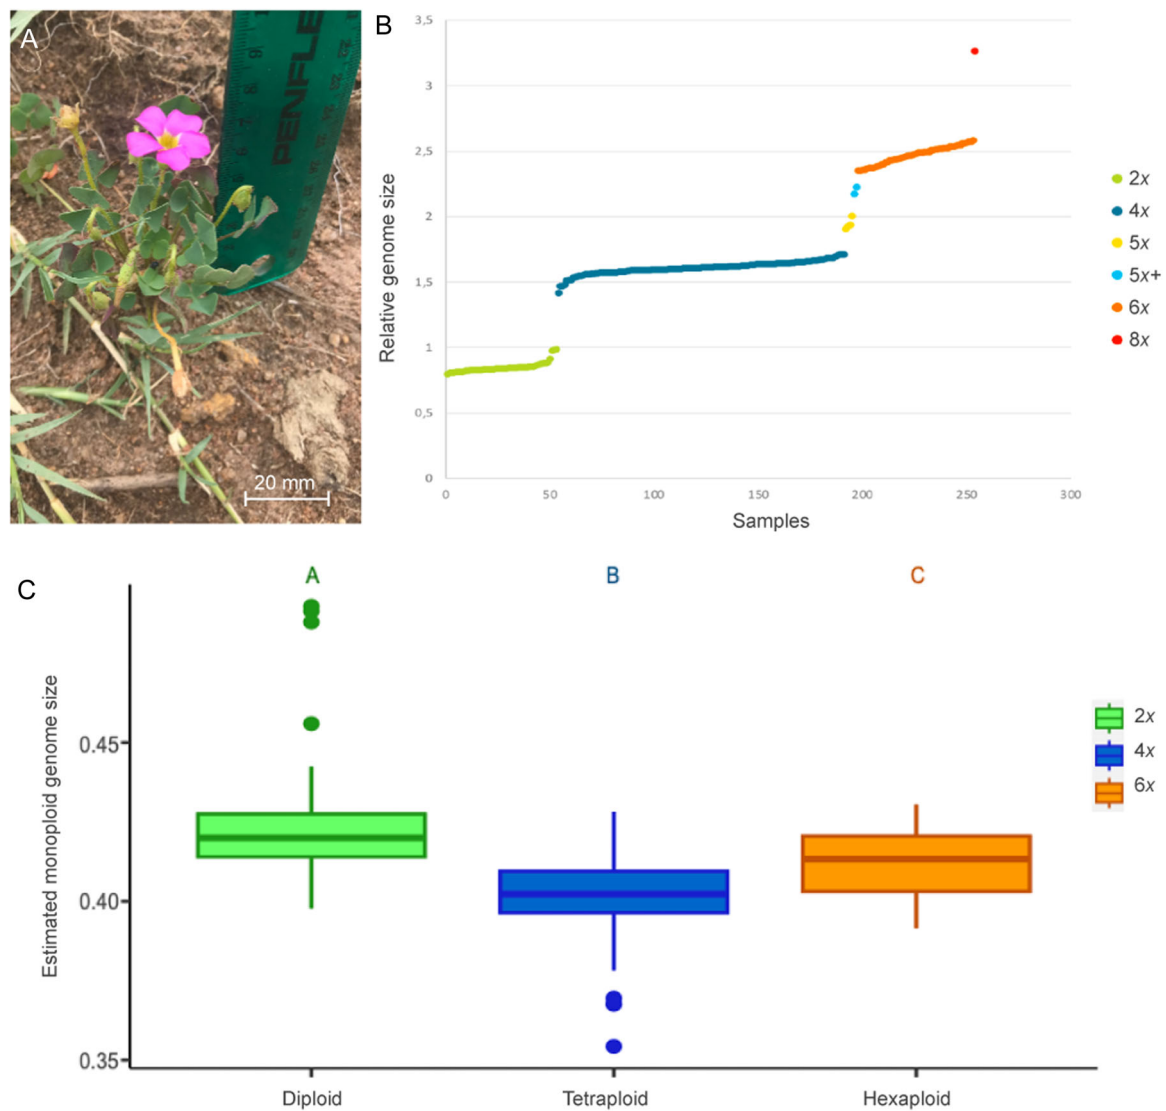 A
PENFLE
20 mm
B
3,5
3
2,5
2
1,5
1
0,5
0
0
50
100
150
200
250
300
Relative genome size
Samples
2x
4x
5x
5x+
6x
8x
C
A
B
C
0.45
0.40
0.35
Estimated monoploid genome size
Diploid
Tetraploid
Hexaploid
2x
4x
6x